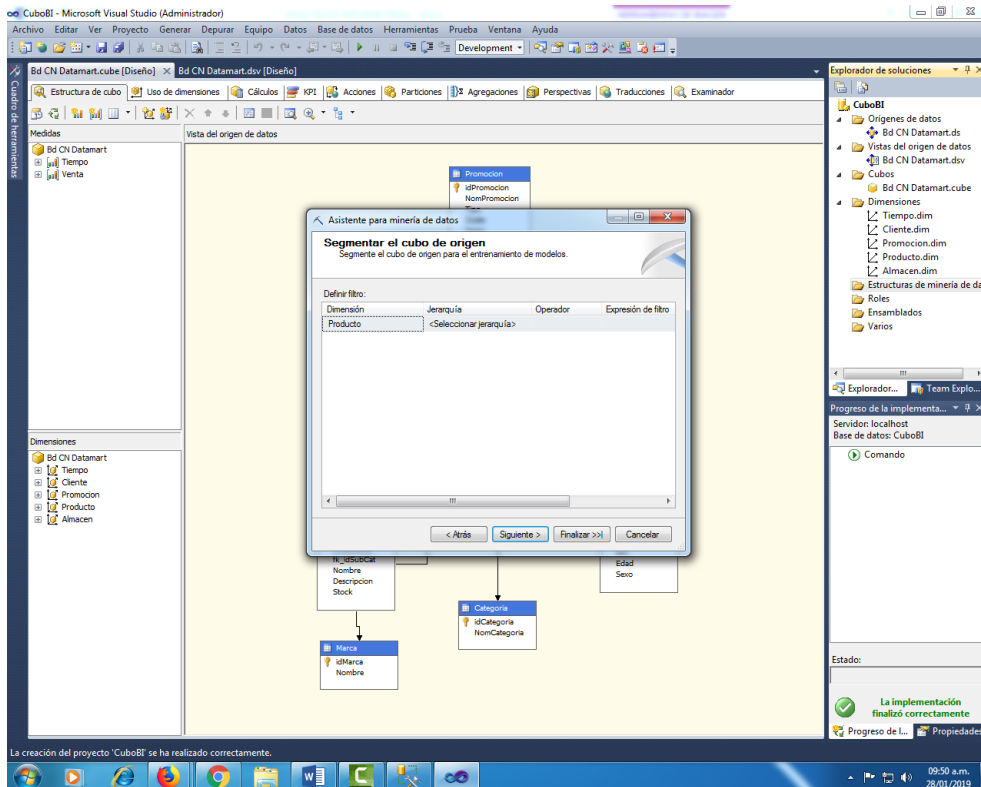 CuboBI - Microsoft Visual Studio (Administrador)
Archivo Editar Ver Proyecto Generar Depurar Equipo Datos Base de datos Herramientas Prueba Ventana Ayuda
Development
Bd CN Datamart.cube [Diseño] Bd CN Datamart.dsv [Diseño]
Cuadro de herramientas
Estructura de cubo Uso de dimensiones Cálculos KPI Acciones Particiones Agregaciones Perspectivas Traducciones Examinador
Medidas
Bd CN Datamart
Tiempo
Venta
Dimensiones
Bd CN Datamart
Tiempo
Cliente
Promocion
Producto
Almacen
Vista del origen de datos
Promocion
idPromocion
NomPromocion
Asistente para minería de datos
Segmentar el cubo de origen
Segmente el cubo de origen para el entrenamiento de modelos.
Definir filtro:
Dimensión Jerarquía Operador Expresión de filtro
Producto <Seleccionar jerarquía>
< Atrás Siguiente > Finalizar >>| Cancelar
fk_idSubCat
Nombre
Descripcion
Stock
Edad
Sexo
Categoria
idCategoria
NomCategoria
Marca
idMarca
Nombre
Explorador de soluciones
CuboBI
Orígenes de datos
Bd CN Datamart.ds
Vistas del origen de datos
Bd CN Datamart.dsv
Cubos
Bd CN Datamart.cube
Dimensiones
Tiempo.dim
Cliente.dim
Promocion.dim
Producto.dim
Almacen.dim
Estructuras de minería de da
Roles
Ensamblados
Varios
Explorador... Team Explo...
Progreso de la implementa...
Servidor: localhost
Base de datos: CuboBI
Comando
Estado:
La implementación
finalizó correctamente
Progreso de l... Propiedades
La creación del proyecto 'CuboBI' se ha realizado correctamente.
09:50 a.m.
28/01/2019